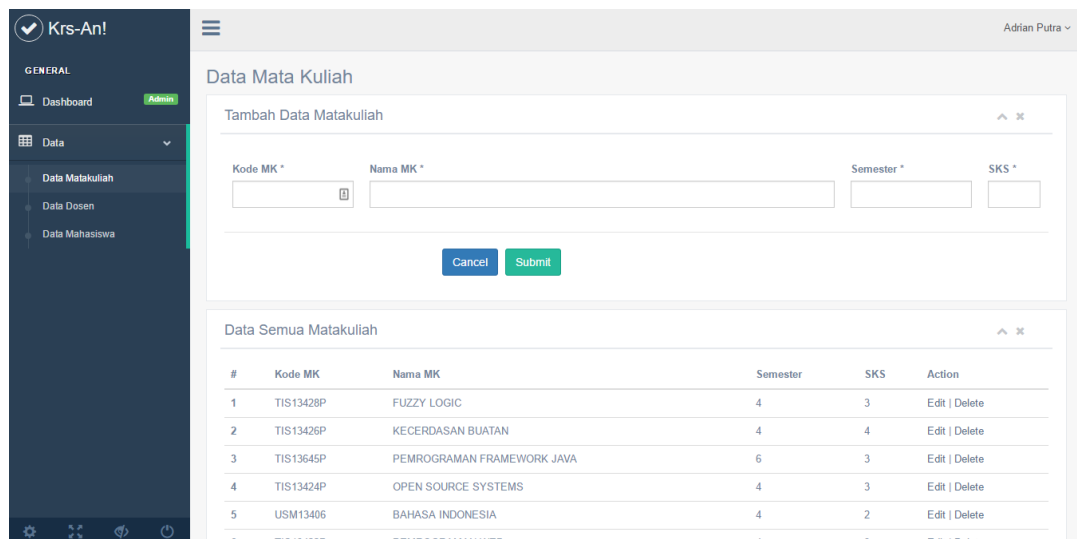 Krs-An!
Adrian Putra
GENERAL
Dashboard Admin
Data
Data Matakuliah
Data Dosen
Data Mahasiswa
Data Mata Kuliah
Tambah Data Matakuliah
Kode MK * Nama MK * Semester * SKS *
Cancel Submit
Data Semua Matakuliah
# Kode MK Nama MK Semester SKS Action
1 TIS13428P FUZZY LOGIC 4 3 Edit | Delete
2 TIS13426P KECERDASAN BUATAN 4 4 Edit | Delete
3 TIS13645P PEMROGRAMAN FRAMEWORK JAVA 6 3 Edit | Delete
4 TIS13424P OPEN SOURCE SYSTEMS 4 3 Edit | Delete
5 USM13406 BAHASA INDONESIA 4 2 Edit | Delete